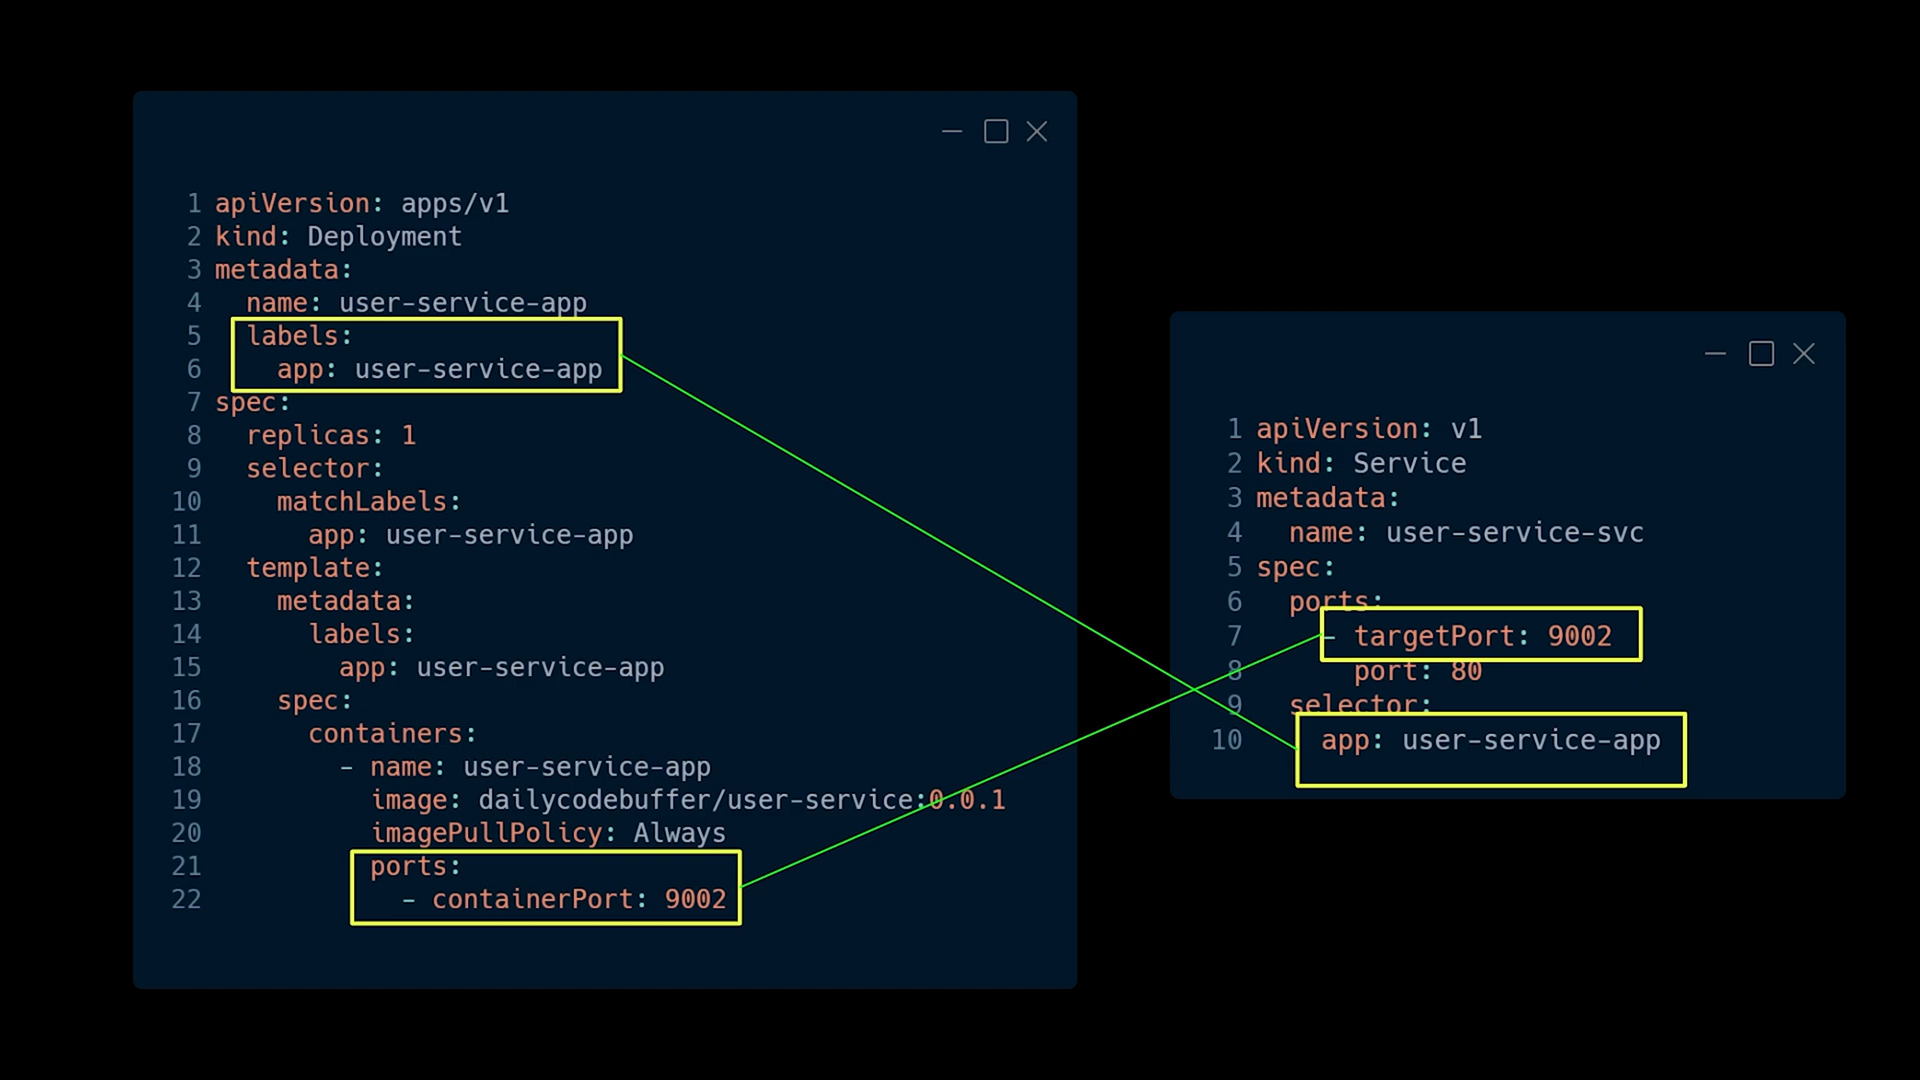 1 apiVersion: apps/v1
2 kind: Deployment
3 metadata:
4   name: user-service-app
5   labels:
6     app: user-service-app
7 spec:
8   replicas: 1
9   selector:
10     matchLabels:
11       app: user-service-app
12   template:
13     metadata:
14       labels:
15         app: user-service-app
16     spec:
17       containers:
18         - name: user-service-app
19           image: dailycodebuffer/user-service:0.0.1
20           imagePullPolicy: Always
21           ports:
22             - containerPort: 9002
1 apiVersion: v1
2 kind: Service
3 metadata:
4   name: user-service-svc
5 spec:
6   ports:
7     - targetPort: 9002
8       port: 80
9   selector:
10     app: user-service-app